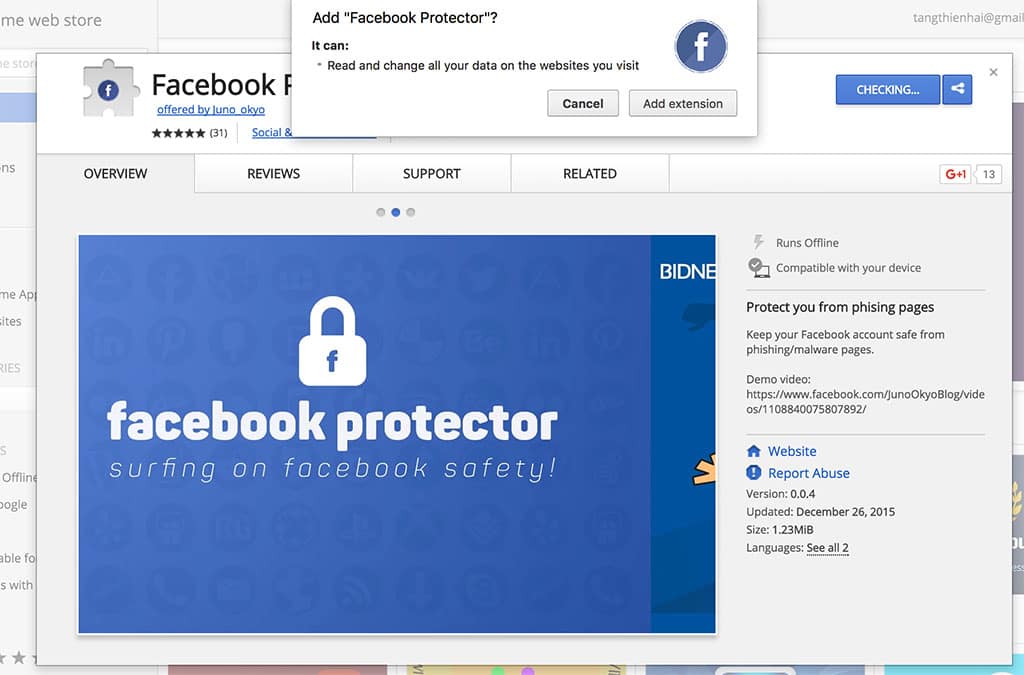 me web store
tangthienhai@gmail
Add "Facebook Protector"?
It can:
Read and change all your data on the websites you visit
Cancel
Add extension
me store
Facebook P
offered by Juno_okyo
(31)
Social &
CHECKING...
OVERVIEW
REVIEWS
SUPPORT
RELATED
G+1
13
ons
me App
sites
RIES
S
Offline
oogle
able fo
s with
facebook protector
surfing on facebook safety!
BIDNE
Runs Offline
Compatible with your device
Protect you from phising pages
Keep your Facebook account safe from
phishing/malware pages.
Demo video:
https://www.facebook.com/JunoOkyoBlog/vide
os/1108840075807892/
Website
Report Abuse
Version: 0.0.4
Updated: December 26, 2015
Size: 1.23MiB
Languages: See all 2